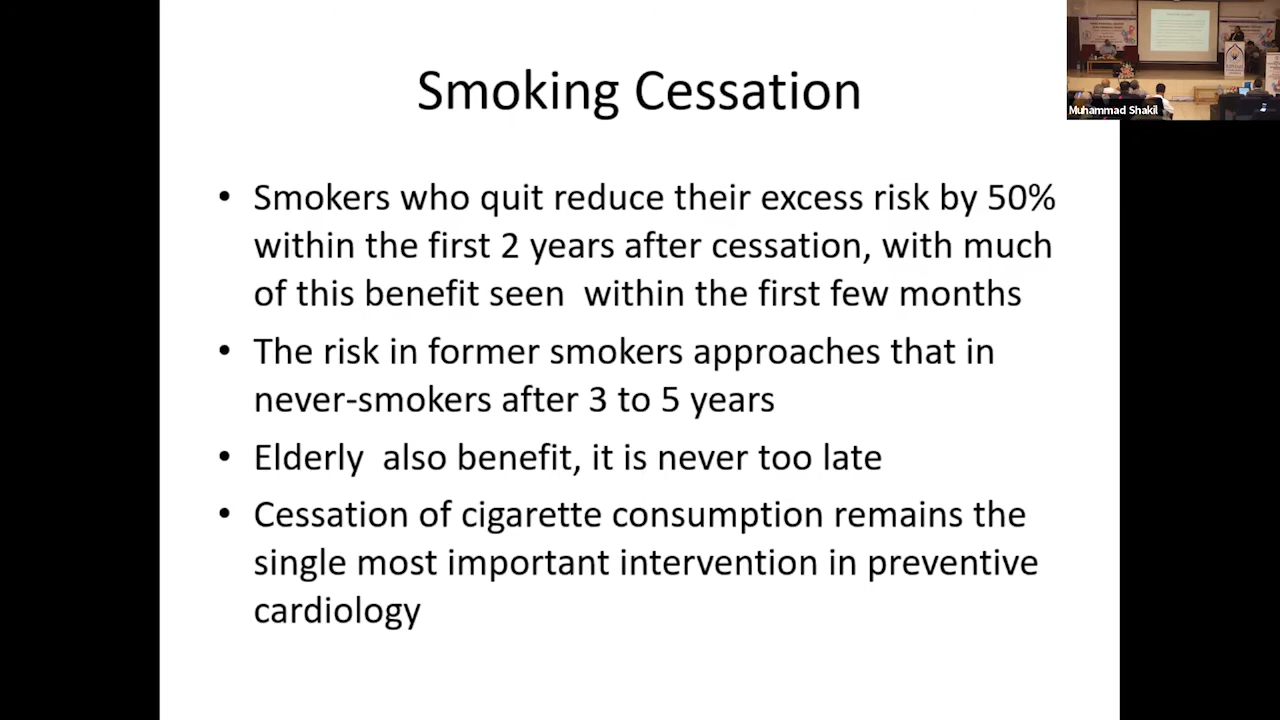 Smoking Cessation
• Smokers who quit reduce their excess risk by 50%
within the first 2 years after cessation, with much
of this benefit seen  within the first few months
• The risk in former smokers approaches that in
never-smokers after 3 to 5 years
• Elderly  also benefit, it is never too late
• Cessation of cigarette consumption remains the
single most important intervention in preventive
cardiology
Muhammad Shakil